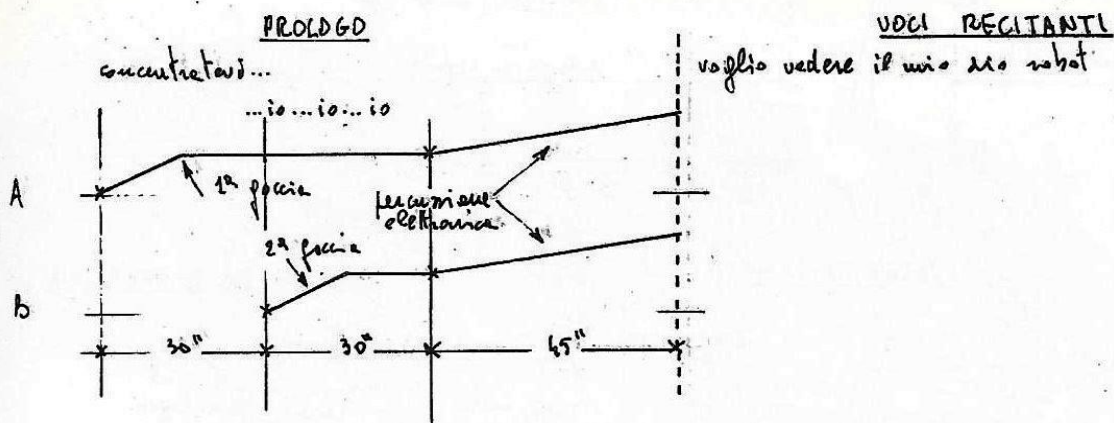 PROLOGO
VOCI RECITANTI
concentratevi...
voglio vedere il mio dio robot
...io...io...io
A
1ª goccia
percussione
elettronica
2ª goccia
B
30"
30"
45"